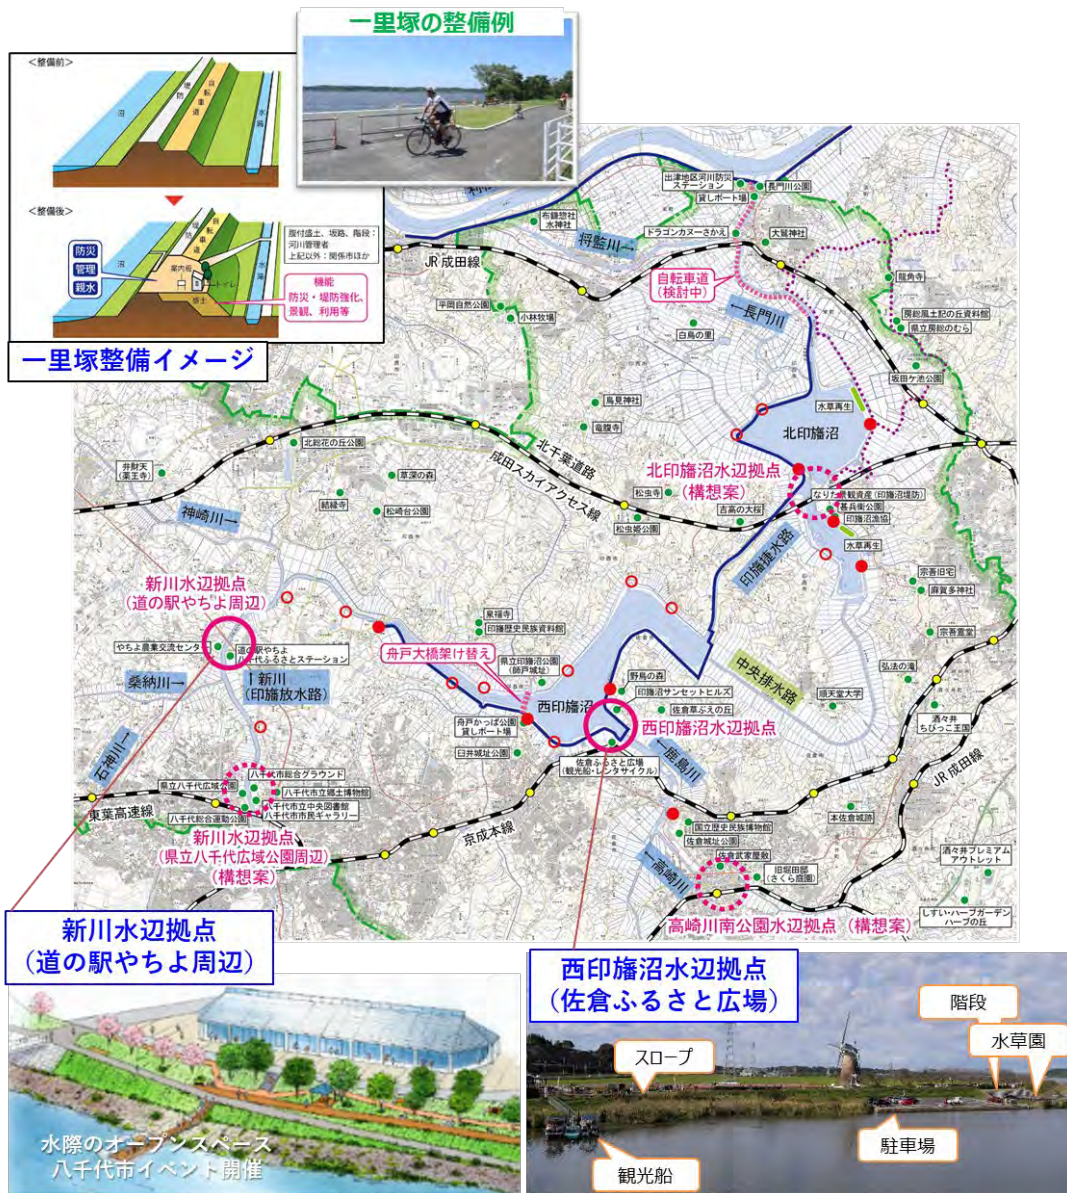 一里塚の整備例
<整備前>
沼
堤防
自転車道
水路
<整備後>
沼
堤防
自転車道
水路
防災
管理
親水
案内板
トイレ
盛土
腹付盛土、坂路、階段:
河川管理者
上記以外:関係市ほか
機能
防災・堤防強化、
景観、利用等
一里塚整備イメージ
出津地区河川防災
ステーション
長門川公園
貸しボート場
布鎌惣社
水神社
ドラゴンカヌーさかえ
大鷲神社
将監川→
JR成田線
自転車道
(検討中)
龍角寺
←長門川
平岡自然公園
小林牧場
白鳥の里
房総風土記の丘資料館
県立房総のむら
坂田ケ池公園
鳥見神社
水草再生
北印旛沼
竜腹寺
北千葉道路
成田スカイアクセス線
北総花の丘公園
弁財天
(薬王寺)
草深の森
結縁寺
松崎台公園
松虫寺
松虫姫公園
吉高の大桜
北印旛沼水辺拠点
(構想案)
なりた景観資産(印旛沼堤防)
甚兵衛公園
印旛沼漁協
水草再生
神崎川→
印旛捷水路
新川水辺拠点
(道の駅やちよ周辺)
宗吾旧宅
麻賀多神社
泉福寺
印旛歴史民族資料館
宗吾霊堂
やちよ農業交流センター
道の駅やちよ
八千代ふるさとステーション
舟戸大橋架け替え
県立印旛沼公園
(師戸城址)
野鳥の森
中央排水路
弘法の滝
桑納川→
↑新川
(印旛放水路)
印旛沼サンセットヒルズ
順天堂大学
西印旛沼
佐倉草ぶえの丘
酒々井
ちびっこ王国
舟戸かっぱ公園
貸しボート場
西印旛沼水辺拠点
石神川→
臼井城址公園
←鹿島川
佐倉ふるさと広場
(観光船・レンタサイクル)
JR成田線
八千代市総合グラウンド
県立八千代広域公園
八千代市立郷土博物館
八千代市立中央図書館
八千代市市民ギャラリー
八千代総合運動公園
東葉高速線
新川水辺拠点
(県立八千代広域公園周辺)
(構想案)
京成本線
国立歴史民族博物館
佐倉城址公園
本佐倉城跡
佐倉武家屋敷
旧堀田邸
(さくら庭園)
酒々井プレミアム
アウトレット
←高崎川
しすい・ハーブガーデン
ハーブの丘
高崎川南公園水辺拠点(構想案)
新川水辺拠点
(道の駅やちよ周辺)
水際のオープンスペース
八千代市イベント開催
西印旛沼水辺拠点
(佐倉ふるさと広場)
階段
水草園
スロープ
駐車場
観光船